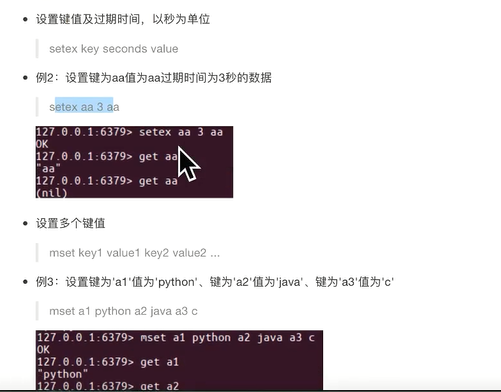 设置键值及过期时间，以秒为单位
setex key seconds value
例2：设置键为aa值为aa过期时间为3秒的数据
setex aa 3 aa
127.0.0.1:6379> setex aa 3 aa
OK
127.0.0.1:6379> get aa
"aa"
127.0.0.1:6379> get aa
(nil)
设置多个键值
mset key1 value1 key2 value2 ...
例3：设置键为'a1'值为'python'、键为'a2'值为'java'、键为'a3'值为'c'
mset a1 python a2 java a3 c
127.0.0.1:6379> mset a1 python a2 java a3 c
OK
127.0.0.1:6379> get a1
"python"
127.0.0.1:6379> get a2